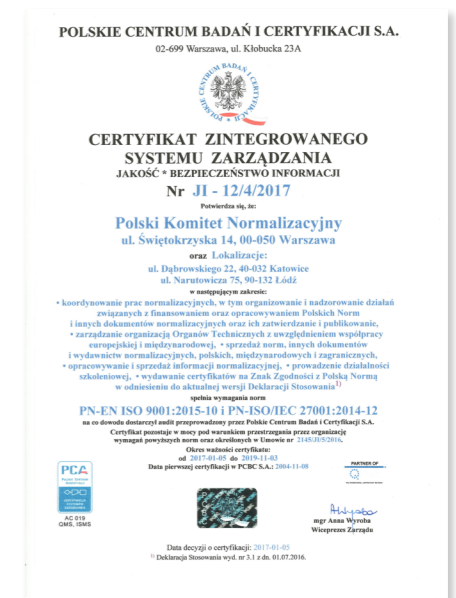 POLSKIE CENTRUM BADAŃ I CERTYFIKACJI S.A.
02-699 Warszawa, ul. Kłobucka 23A
POLSKIE CENTRUM BADAŃ I CERTYFIKACJI
CERTYFIKAT ZINTEGROWANEGO
SYSTEMU ZARZĄDZANIA
JAKOŚĆ * BEZPIECZEŃSTWO INFORMACJI
Nr JI - 12/4/2017
Potwierdza się, że:
Polski Komitet Normalizacyjny
ul. Świętokrzyska 14, 00-050 Warszawa
oraz Lokalizacje:
ul. Dąbrowskiego 22, 40-032 Katowice
ul. Narutowicza 75, 90-132 Łódź
w następującym zakresie:
• koordynowanie prac normalizacyjnych, w tym organizowanie i nadzorowanie działań
związanych z finansowaniem oraz opracowywaniem Polskich Norm
i innych dokumentów normalizacyjnych oraz ich zatwierdzanie i publikowanie,
• zarządzanie organizacją Organów Technicznych z uwzględnieniem współpracy
europejskiej i międzynarodowej, • sprzedaż norm, innych dokumentów
i wydawnictw normalizacyjnych, polskich, międzynarodowych i zagranicznych,
• opracowywanie i sprzedaż informacji normalizacyjnej, • prowadzenie działalności
szkoleniowej, • wydawanie certyfikatów na Znak Zgodności z Polską Normą
w odniesieniu do aktualnej wersji Deklaracji Stosowania¹⁾
spełnia wymagania norm
PN-EN ISO 9001:2015-10 i PN-ISO/IEC 27001:2014-12
na co dowodu dostarczył audit przeprowadzony przez Polskie Centrum Badań i Certyfikacji S.A.
Certyfikat pozostaje w mocy pod warunkiem przestrzegania przez organizację
wymagań powyższych norm oraz określonych w Umowie nr 2145/JI/5/2016.
Okres ważności certyfikatu:
od 2017-01-05 do 2019-11-03
Data pierwszej certyfikacji w PCBC S.A.: 2004-11-08
PCA
AC 019
QMS, ISMS
PARTNER OF
mgr Anna Wyroba
Wiceprezes Zarządu
Data decyzji o certyfikacji: 2017-01-05
¹⁾ Deklaracja Stosowania wyd. nr 3.1 z dn. 01.07.2016.